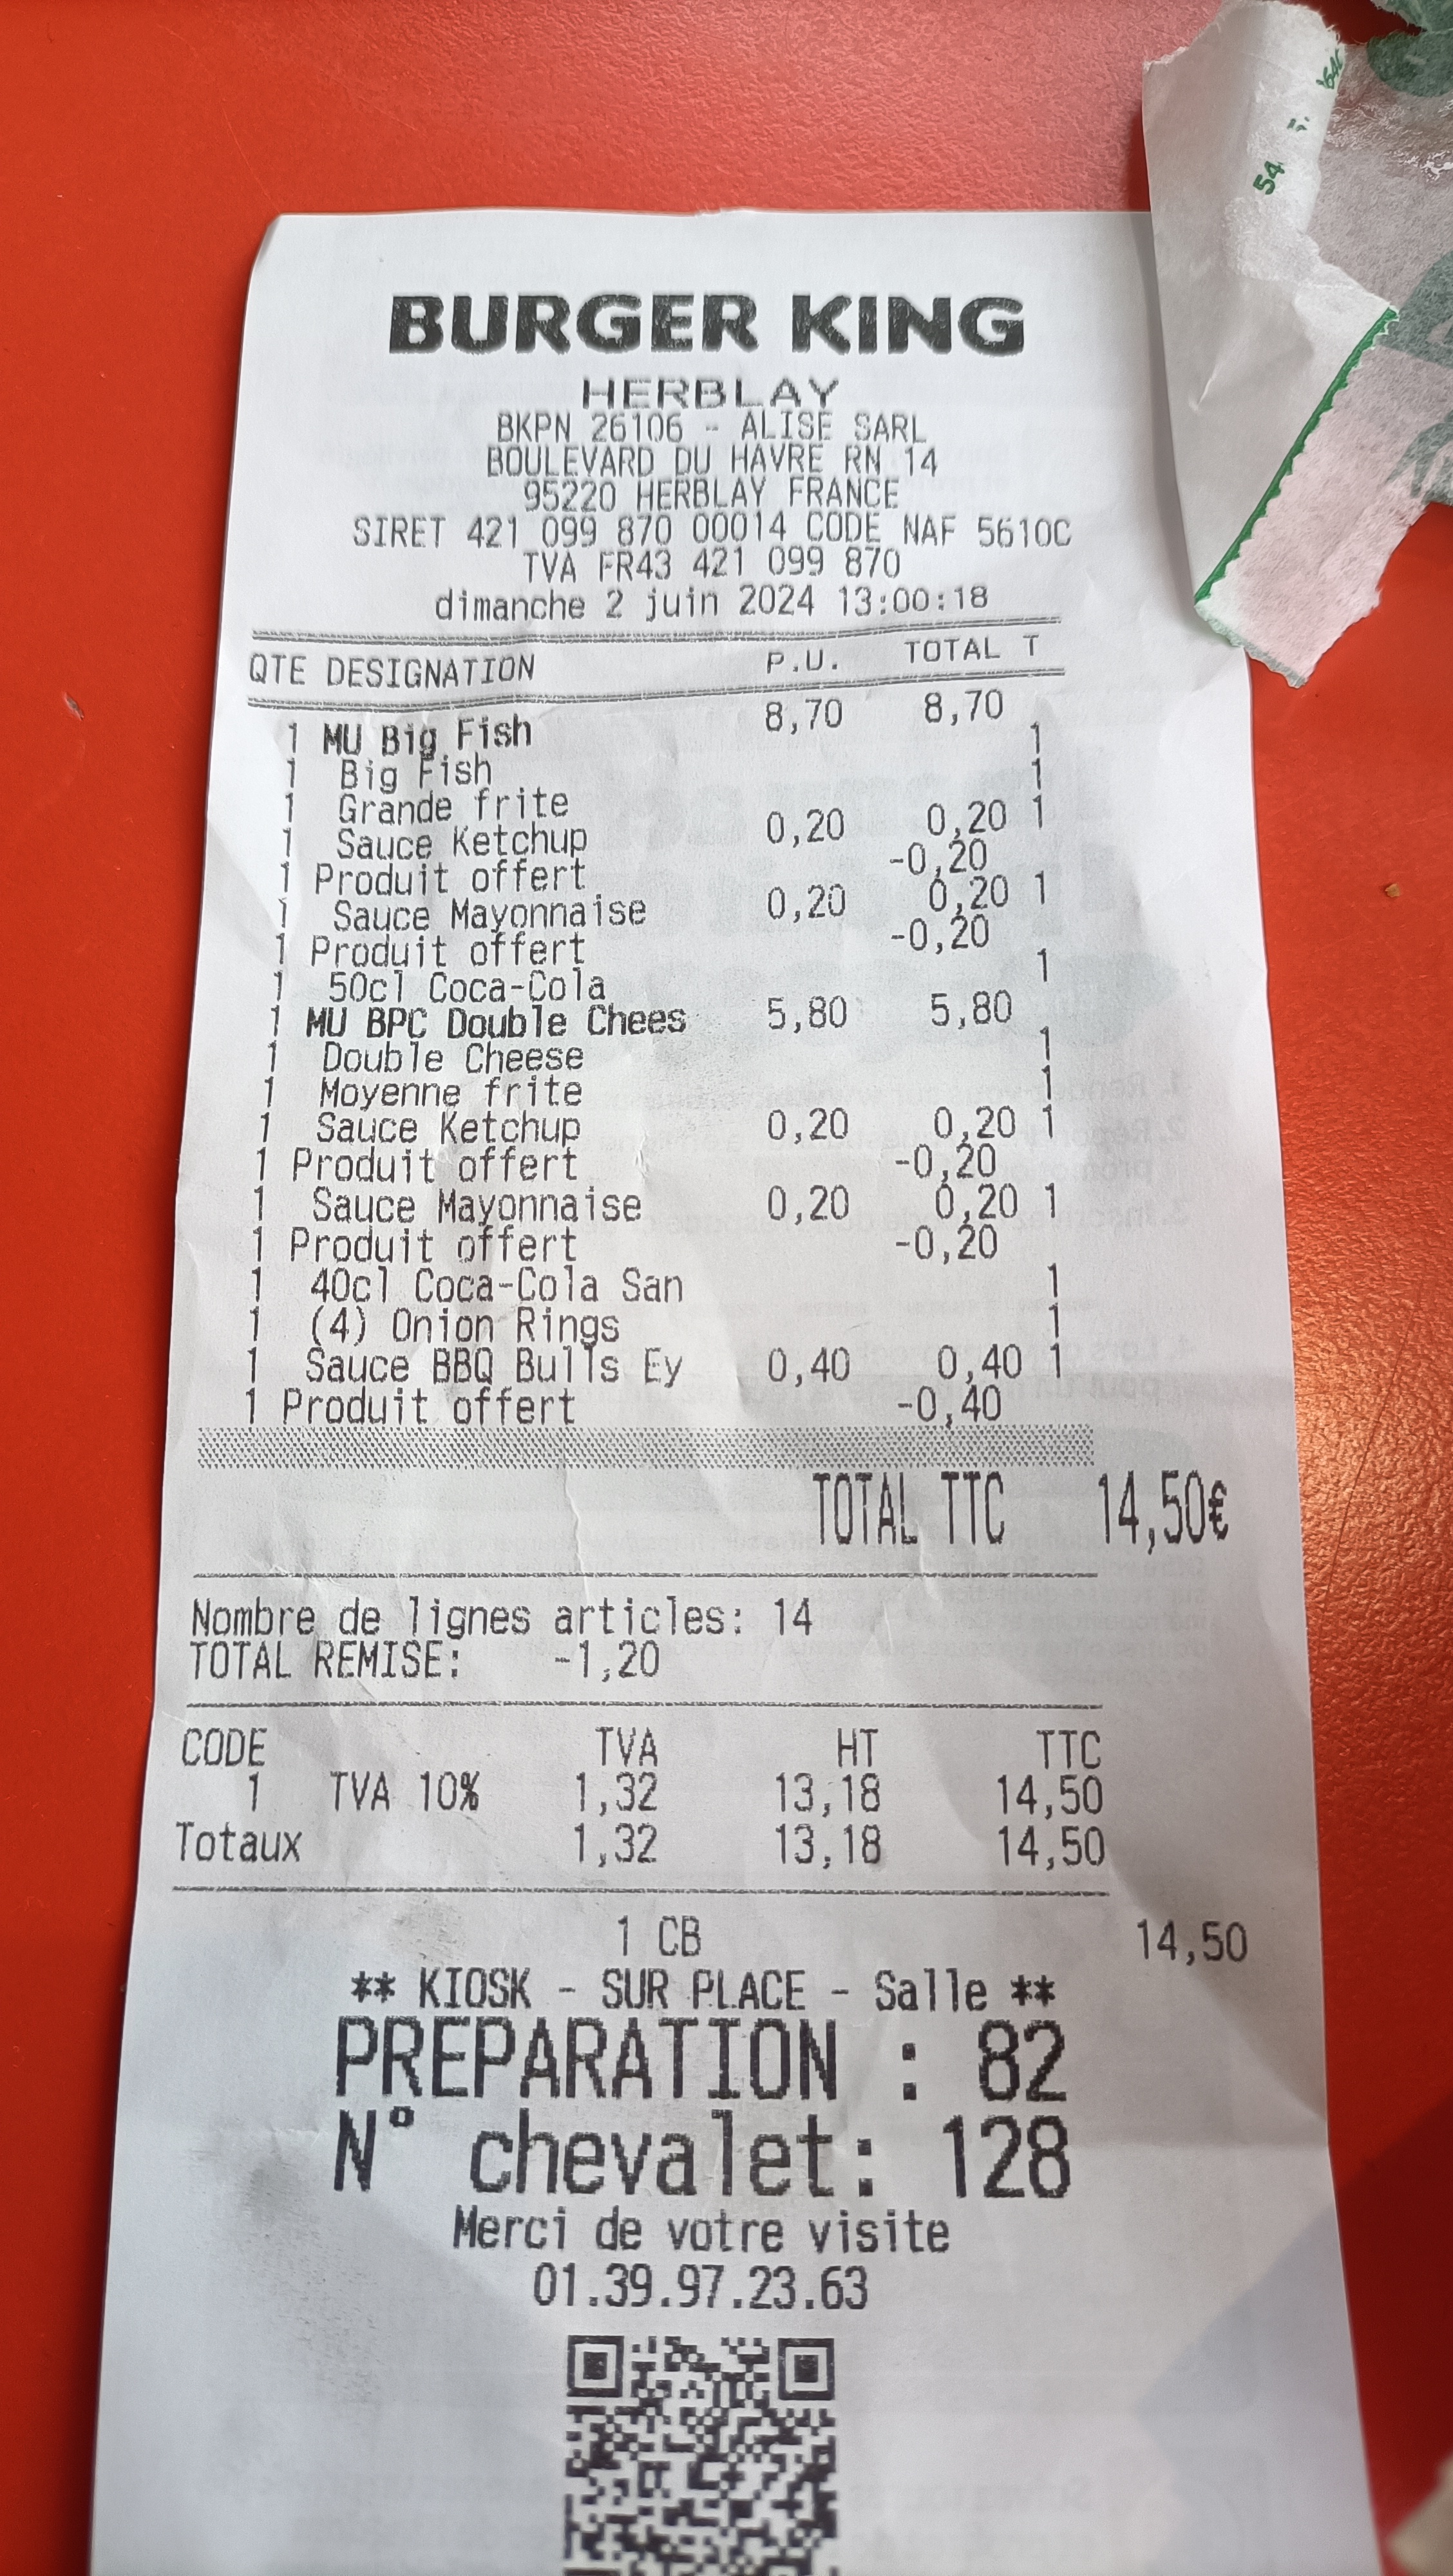 BURGER KING
HERBLAY
BKPN 26106 - ALISE SARL
BOULEVARD DU HAVRE RN 14
95220 HERBLAY FRANCE
SIRET 421 099 870 00014 CODE NAF 5610C
TVA FR43 421 099 870
dimanche 2 juin 2024 13:00:18
QTE DESIGNATION P.U. TOTAL T
1 MU Big Fish 8,70 8,70
1 Big Fish 1
1 Grande frite 1
1 Sauce Ketchup 0,20 0,20 1
1 Produit offert -0,20
1 Sauce Mayonnaise 0,20 0,20 1
1 Produit offert -0,20
1 50cl Coca-Cola 1
1 MU BPC Double Chees 5,80 5,80
1 Double Cheese 1
1 Moyenne frite 1
1 Sauce Ketchup 0,20 0,20 1
1 Produit offert -0,20
1 Sauce Mayonnaise 0,20 0,20 1
1 Produit offert -0,20
1 40cl Coca-Cola San 1
1 (4) Onion Rings 1
1 Sauce BBQ Bulls Ey 0,40 0,40 1
1 Produit offert -0,40
TOTAL TTC 14,50€
Nombre de lignes articles: 14
TOTAL REMISE: -1,20
CODE TVA HT TTC
1 TVA 10% 1,32 13,18 14,50
Totaux 1,32 13,18 14,50
1 CB 14,50
** KIOSK - SUR PLACE - Salle **
PREPARATION : 82
N° chevalet: 128
Merci de votre visite
01.39.97.23.63
54